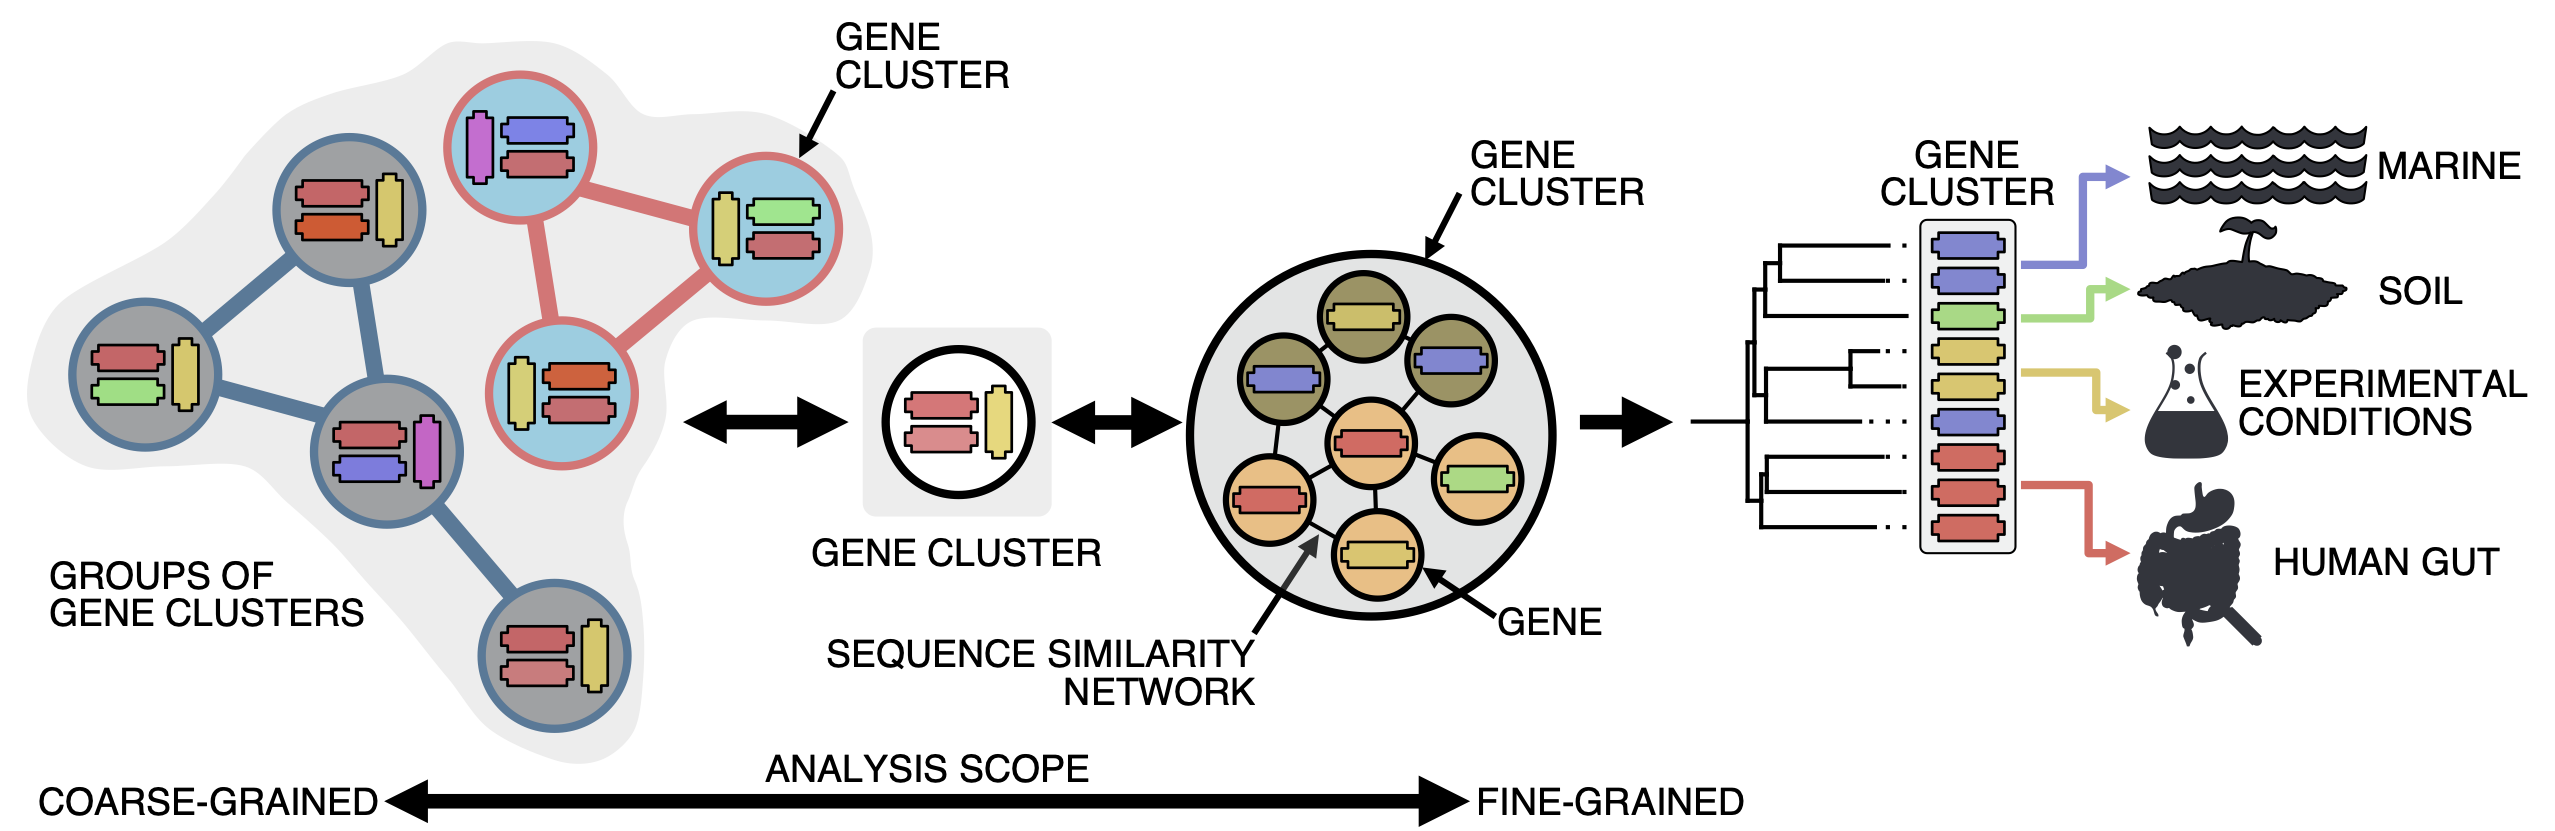 GENE
CLUSTER
GROUPS OF
GENE CLUSTERS
GENE CLUSTER
GENE
CLUSTER
SEQUENCE SIMILARITY
NETWORK
GENE
GENE
CLUSTER
MARINE
SOIL
EXPERIMENTAL
CONDITIONS
HUMAN GUT
ANALYSIS SCOPE
COARSE-GRAINED
FINE-GRAINED